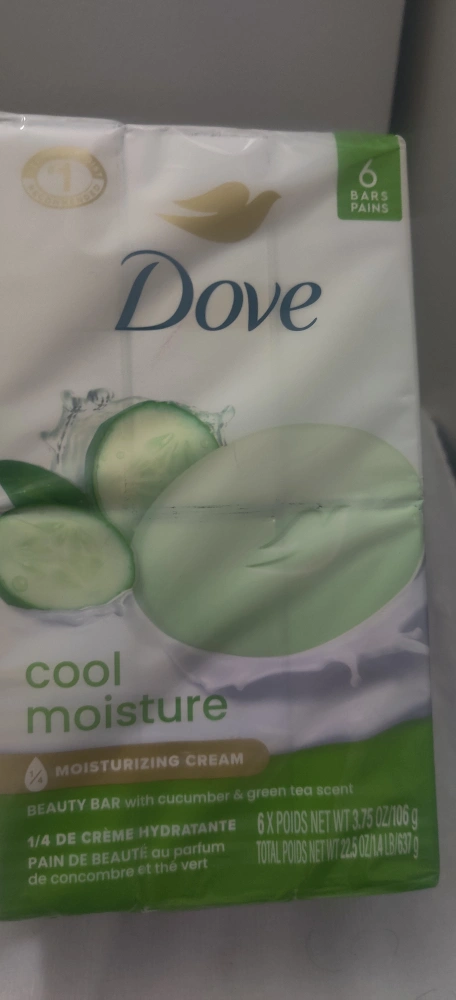 1
6
BARS
PAINS
Dove
cool
moisture
1/4 MOISTURIZING CREAM
BEAUTY BAR with cucumber & green tea scent
1/4 DE CRÈME HYDRATANTE
PAIN DE BEAUTÉ au parfum
de concombre et thé vert
6 X POIDS NET WT 3.75 OZ/106 g
TOTAL POIDS NET WT 22.5 OZ/1.4 LB/637 g